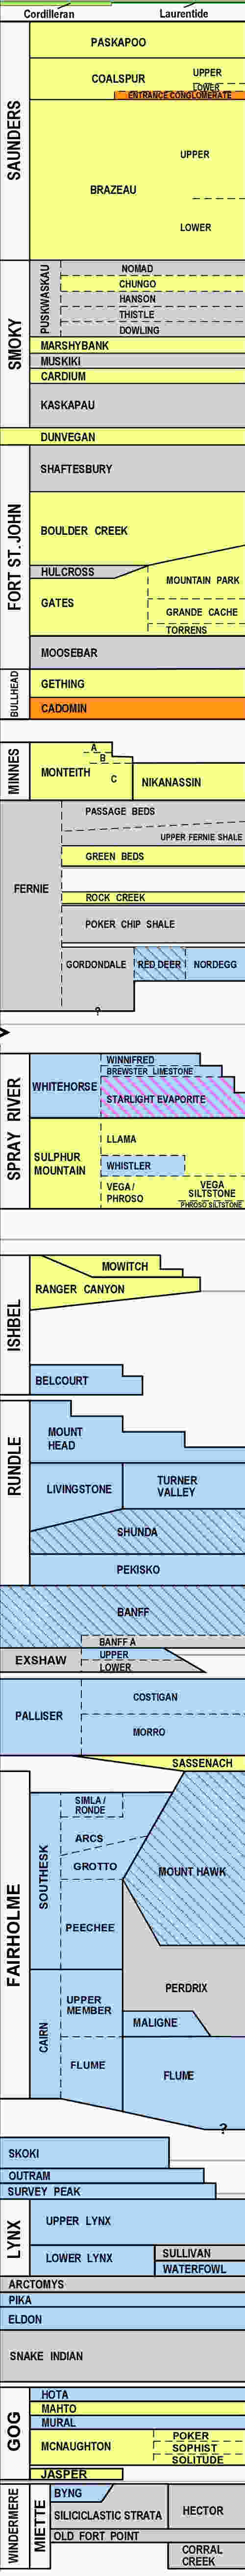 Cordilleran Laurentide
SAUNDERS
PASKAPOO
COALSPUR
UPPER
LOWER
ENTRANCE CONGLOMERATE
BRAZEAU
UPPER
LOWER
SMOKY
PUSKWASKAU
NOMAD
CHUNGO
HANSON
THISTLE
DOWLING
MARSHYBANK
MUSKIKI
CARDIUM
KASKAPAU
DUNVEGAN
FORT ST. JOHN
SHAFTESBURY
BOULDER CREEK
HULCROSS
MOUNTAIN PARK
GATES
GRANDE CACHE
TORRENS
MOOSEBAR
BULLHEAD
GETHING
CADOMIN
MINNES
MONTEITH
A
B
C
NIKANASSIN
FERNIE
PASSAGE BEDS
UPPER FERNIE SHALE
GREEN BEDS
ROCK CREEK
POKER CHIP SHALE
GORDONDALE
RED DEER
NORDEGG
?
SPRAY RIVER
WHITEHORSE
WINNIFRED
BREWSTER LIMESTONE
STARLIGHT EVAPORITE
SULPHUR
MOUNTAIN
LLAMA
WHISTLER
VEGA/
PHROSO
VEGA
SILTSTONE
PHROSO SILTSTONE
ISHBEL
MOWITCH
RANGER CANYON
BELCOURT
RUNDLE
MOUNT
HEAD
LIVINGSTONE
TURNER
VALLEY
SHUNDA
PEKISKO
BANFF
BANFF A
EXSHAW
UPPER
LOWER
PALLISER
COSTIGAN
MORRO
SASSENACH
FAIRHOLME
SOUTHESK
SIMLA /
RONDE
ARCS
GROTTO
MOUNT HAWK
PEECHEE
PERDRIX
CAIRN
UPPER
MEMBER
MALIGNE
FLUME
FLUME
?
SKOKI
OUTRAM
SURVEY PEAK
LYNX
UPPER LYNX
LOWER LYNX
SULLIVAN
WATERFOWL
ARCTOMYS
PIKA
ELDON
SNAKE INDIAN
GOG
HOTA
MAHTO
MURAL
MCNAUGHTON
POKER
SOPHIST
SOLITUDE
JASPER
WINDERMERE
MIETTE
BYNG
SILICICLASTIC STRATA
HECTOR
OLD FORT POINT
CORRAL
CREEK